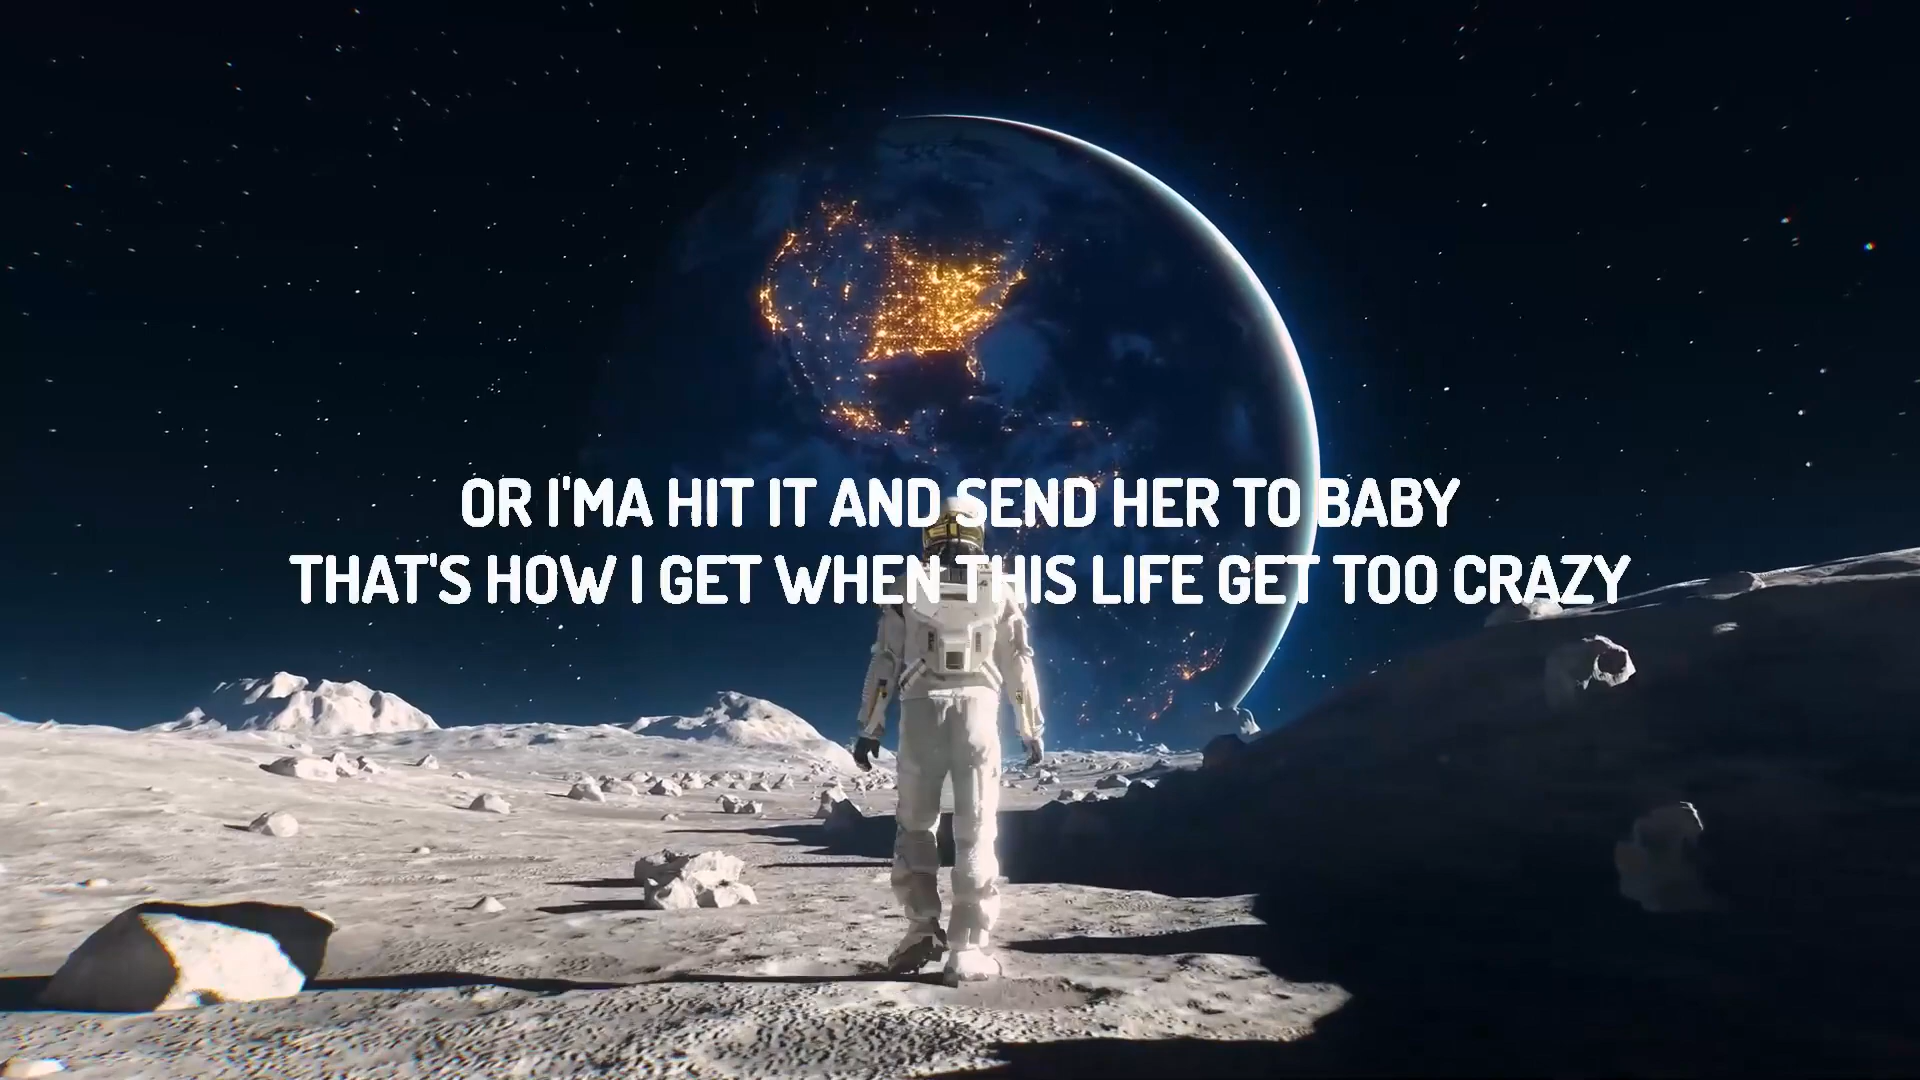 OR I'MA HIT IT AND SEND HER TO BABY
THAT'S HOW I GET WHEN THIS LIFE GET TOO CRAZY